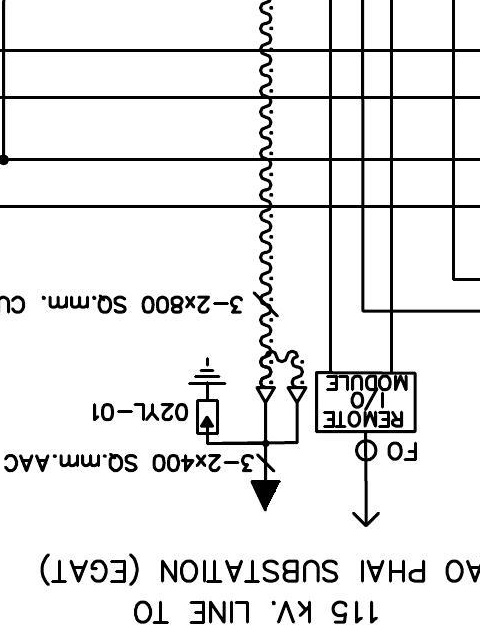 115 kV. LINE TO
AO PHAI SUBSTATION (EGAT)
FO
3-2x400 SQ.mm.AAC
REMOTE
I/O
MODULE
02YL-01
3-2x800 SQ.mm. CU